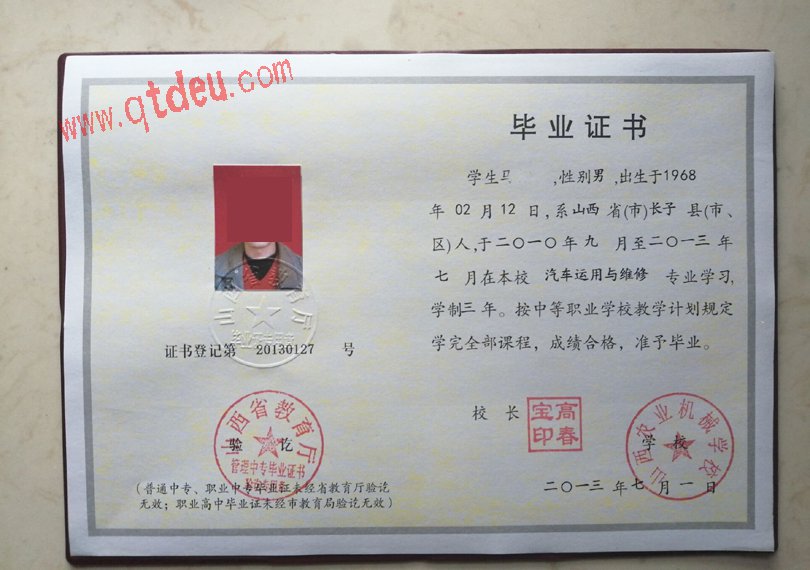 www.qtdeu.com
毕业证书
学生马 ,性别男,出生于1968
年02月12日,系山西省(市)长子县(市、
区)人,于二〇一〇年九月至二〇一三年
七月在本校 汽车运用与维修 专业学习,
学制三年。按中等职业学校教学计划规定
学完全部课程，成绩合格，准予毕业。
证书登记第 20130127 号
校长
高春宝印
学校
山西农业机械学校
二〇一三年七月一日
山西省教育厅
验讫
管理中专毕业证书
(普通中专、职业中专毕业证未经省教育厅验讫
无效；职业高中毕业证未经市教育局验讫无效)